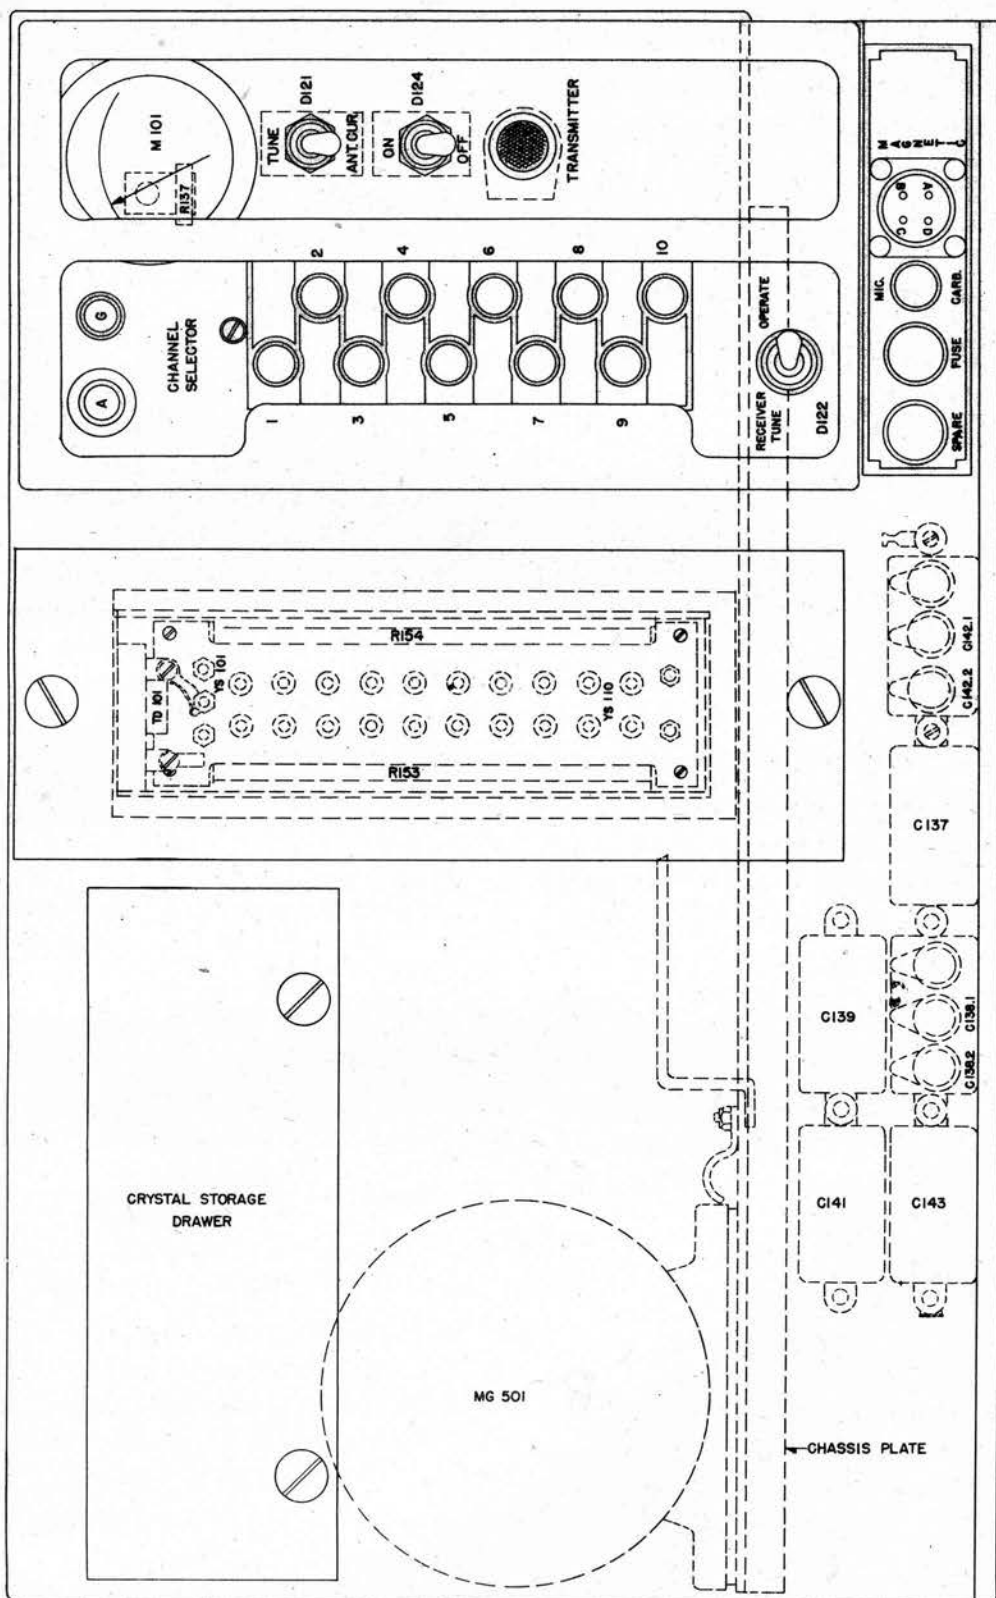 M 101
R137
TUNE
D121
ANT. CUR.
ON
D124
OFF
TRANSMITTER
G
A
CHANNEL
SELECTOR
2
4
6
8
10
1
3
5
7
9
OPERATE
RECEIVER
TUNE
D122
MAGNETIC
B
A
C
D
MIC.
CARB.
FUSE
SPARE
R154
YS 101
TD 101
YS 110
R153
C142.1
C142.2
C137
C139
C138.1
C138.2
C141
C143
CRYSTAL STORAGE
DRAWER
MG 501
CHASSIS PLATE